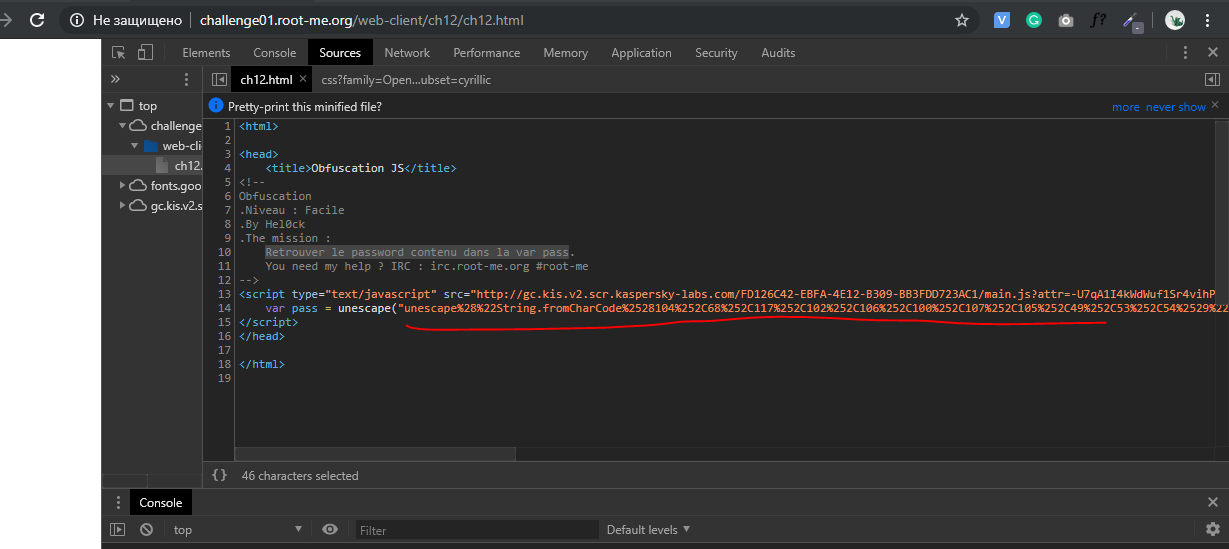 Не защищено challenge01.root-me.org/web-client/ch12/ch12.html
Elements Console Sources Network Performance Memory Application Security Audits
ch12.html css?family=Open...ubset=cyrillic
top
challenge
web-cli
ch12.
fonts.goo
gc.kis.v2.s
Pretty-print this minified file? more never show
1 <html>
2
3 <head>
4 <title>Obfuscation JS</title>
5 <!--
6 Obfuscation
7 .Niveau : Facile
8 .By Hel0ck
9 .The mission :
10 Retrouver le password contenu dans la var pass.
11 You need my help ? IRC : irc.root-me.org #root-me
12 -->
13 <script type="text/javascript" src="http://gc.kis.v2.scr.kaspersky-labs.com/FD126C42-EBFA-4E12-B309-BB3FDD723AC1/main.js?attr=-U7qA1I4kWdWuf1Sr4vihP
14 var pass = unescape("unescape%28%22String.fromCharCode%2528104%252C68%252C117%252C102%252C106%252C100%252C107%252C105%252C49%252C53%252C54%2529%22
15 </script>
16 </head>
17
18 </html>
19
{} 46 characters selected
Console
top Filter Default levels